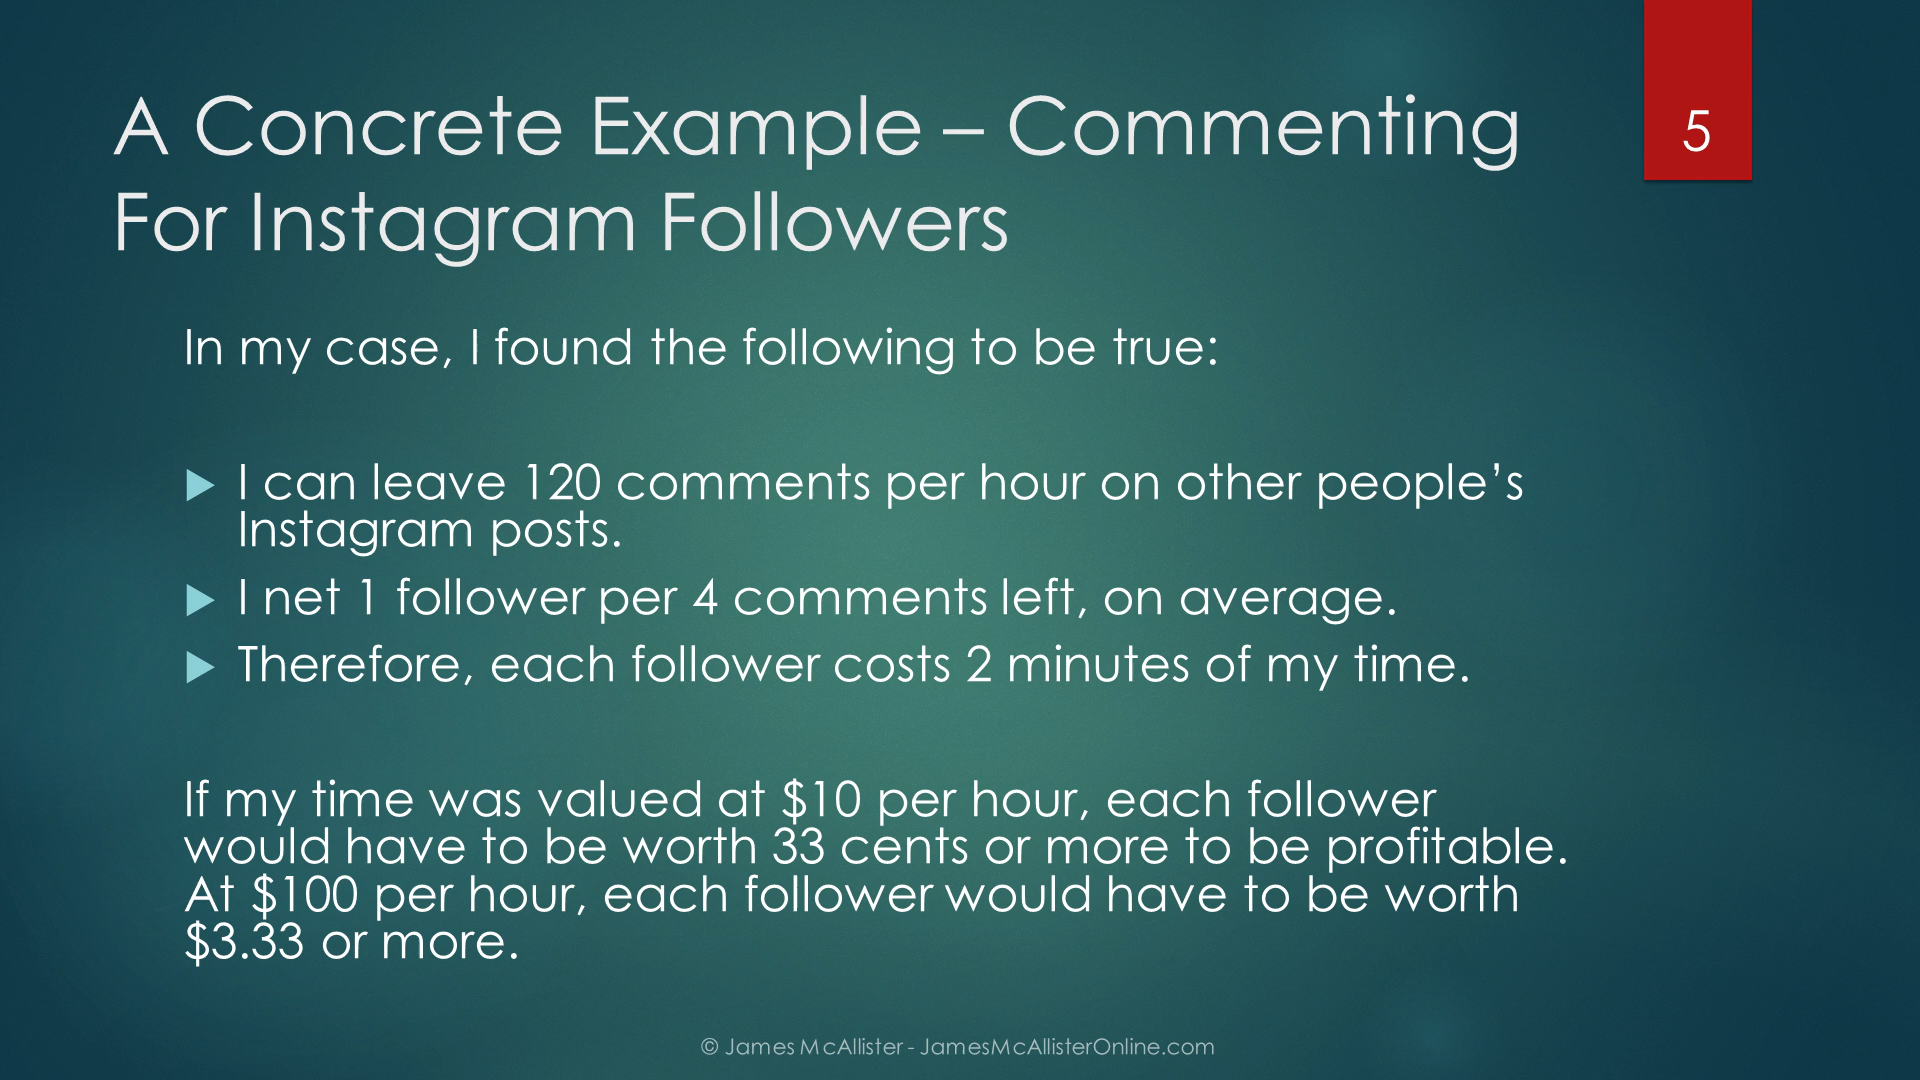 A Concrete Example – Commenting
For Instagram Followers
5
In my case, I found the following to be true:
I can leave 120 comments per hour on other people’s
Instagram posts.
I net 1 follower per 4 comments left, on average.
Therefore, each follower costs 2 minutes of my time.
If my time was valued at $10 per hour, each follower
would have to be worth 33 cents or more to be profitable.
At $100 per hour, each follower would have to be worth
$3.33 or more.
© James McAllister - JamesMcAllisterOnline.com